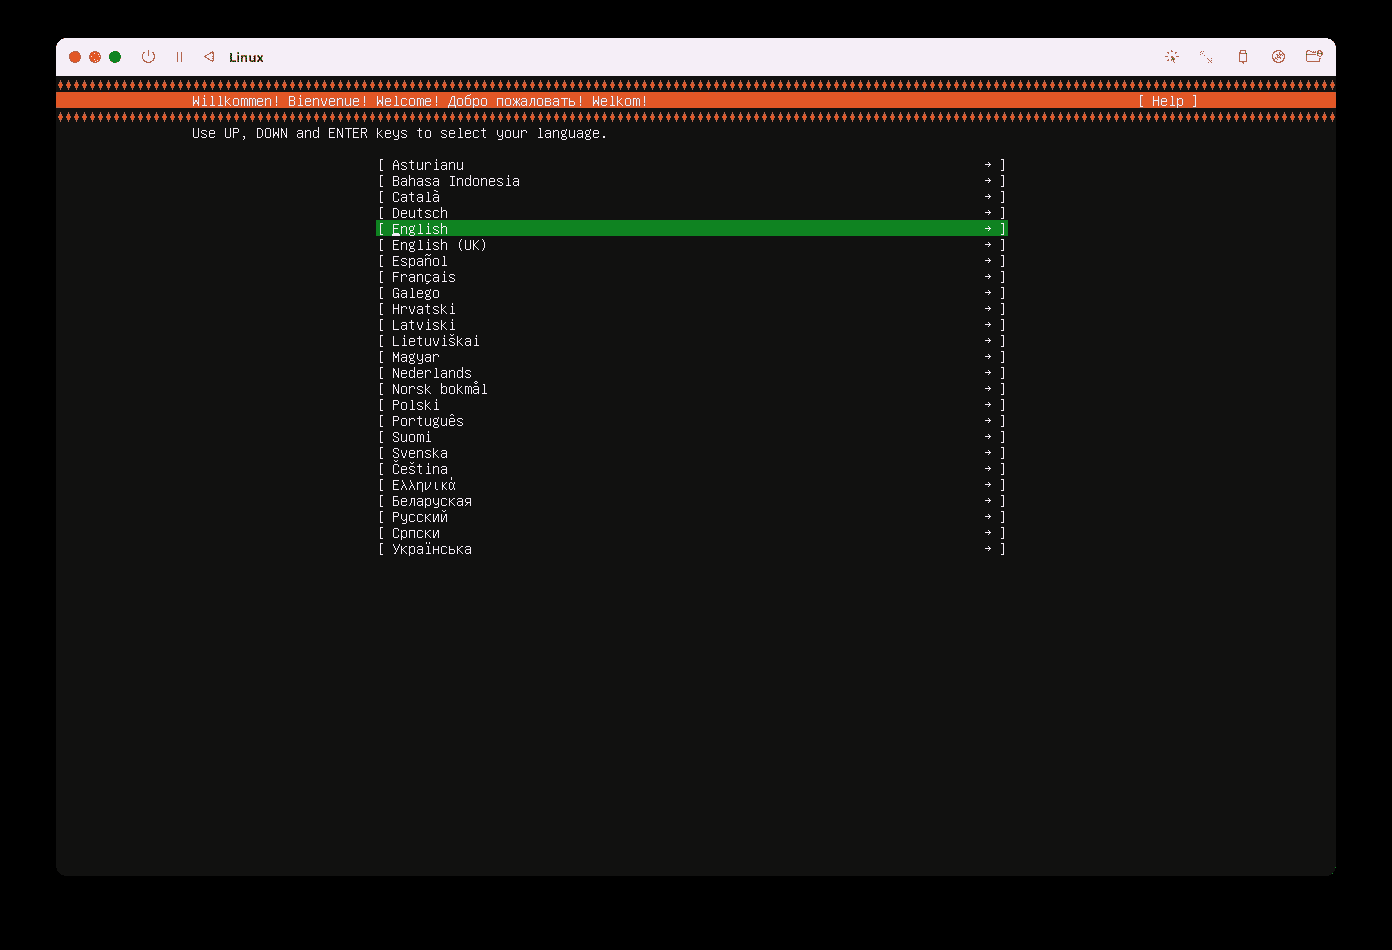 Linux
Willkommen! Bienvenue! Welcome! Добро пожаловать! Welkom! [ Help ]
Use UP, DOWN and ENTER keys to select your language.
[ Asturianu → ]
[ Bahasa Indonesia → ]
[ Català → ]
[ Deutsch → ]
[ English → ]
[ English (UK) → ]
[ Español → ]
[ Français → ]
[ Galego → ]
[ Hrvatski → ]
[ Latviski → ]
[ Lietuviškai → ]
[ Magyar → ]
[ Nederlands → ]
[ Norsk bokmål → ]
[ Polski → ]
[ Português → ]
[ Suomi → ]
[ Svenska → ]
[ Čeština → ]
[ Ελληνικά → ]
[ Беларуская → ]
[ Русский → ]
[ Српски → ]
[ Українська → ]